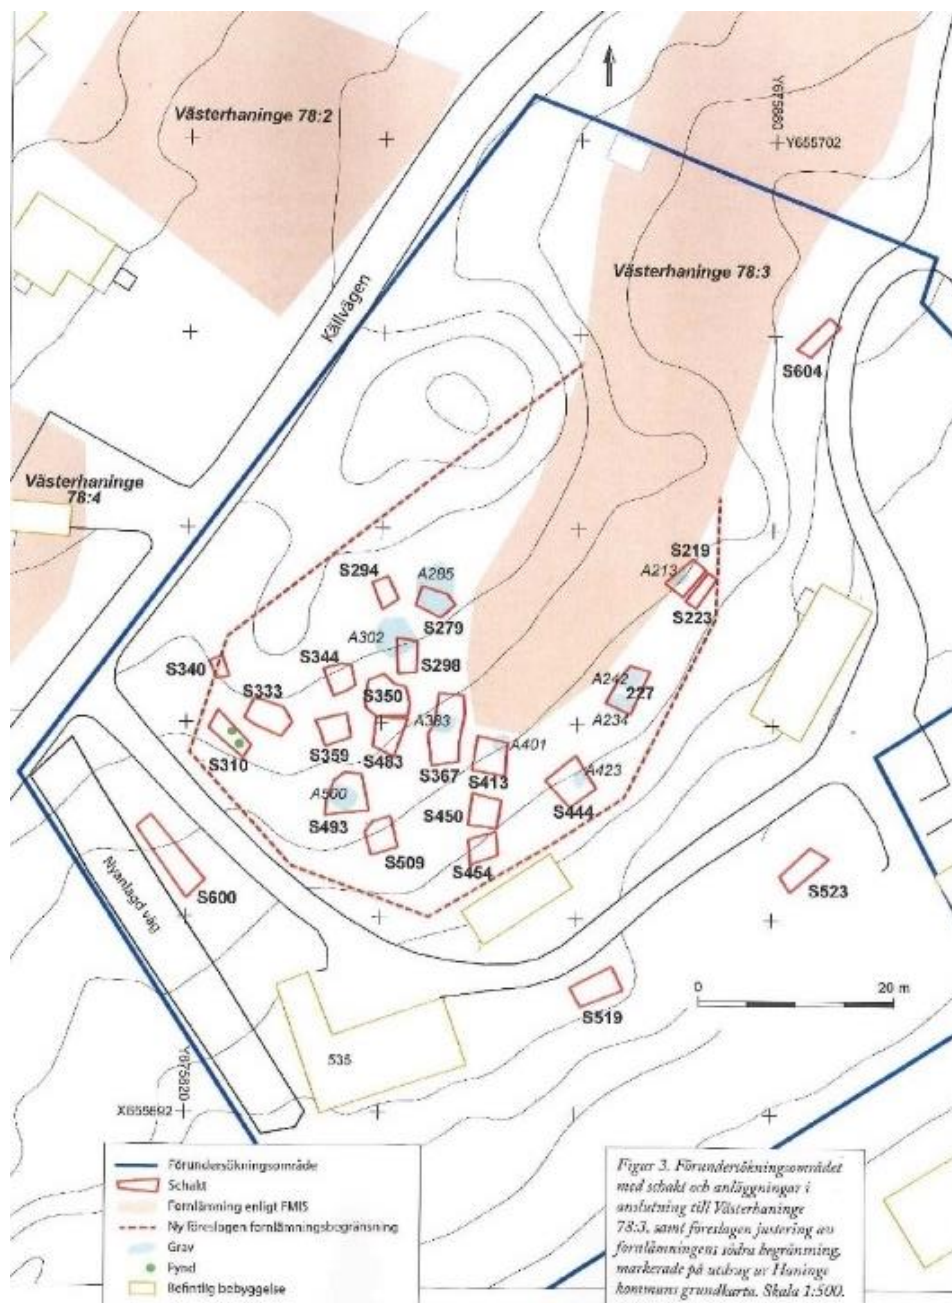 Västerhaninge 78:2
Y675860
Y655702
Västerhaninge 78:3
Källvägen
S604
Västerhaninge
78:4
S219
A213
S294
A295
S223
S279
A302
S344
S298
S340
S333
S350
A242
227
A383
A234
S359
S483
A401
S310
S367
S413
A423
A500
S450
S444
S493
S509
S454
S523
S600
Nyanlagd väg
0
20 m
S519
535
Y675820
X655692
Förundersökningsområde
Schakt
Fornlämning enligt FMIS
Ny föreslagen fornlämningsbegränsning
Grav
Fynd
Befintlig bebyggelse
Figur 3. Förundersökningsområdet
med schakt och anläggningar i
anslutning till Västerhaninge
78:3, samt föreslagen justering av
fornlämningens södra begränsning,
markerade på utdrag ur Haninge
kommuns grundkarta. Skala 1:500.